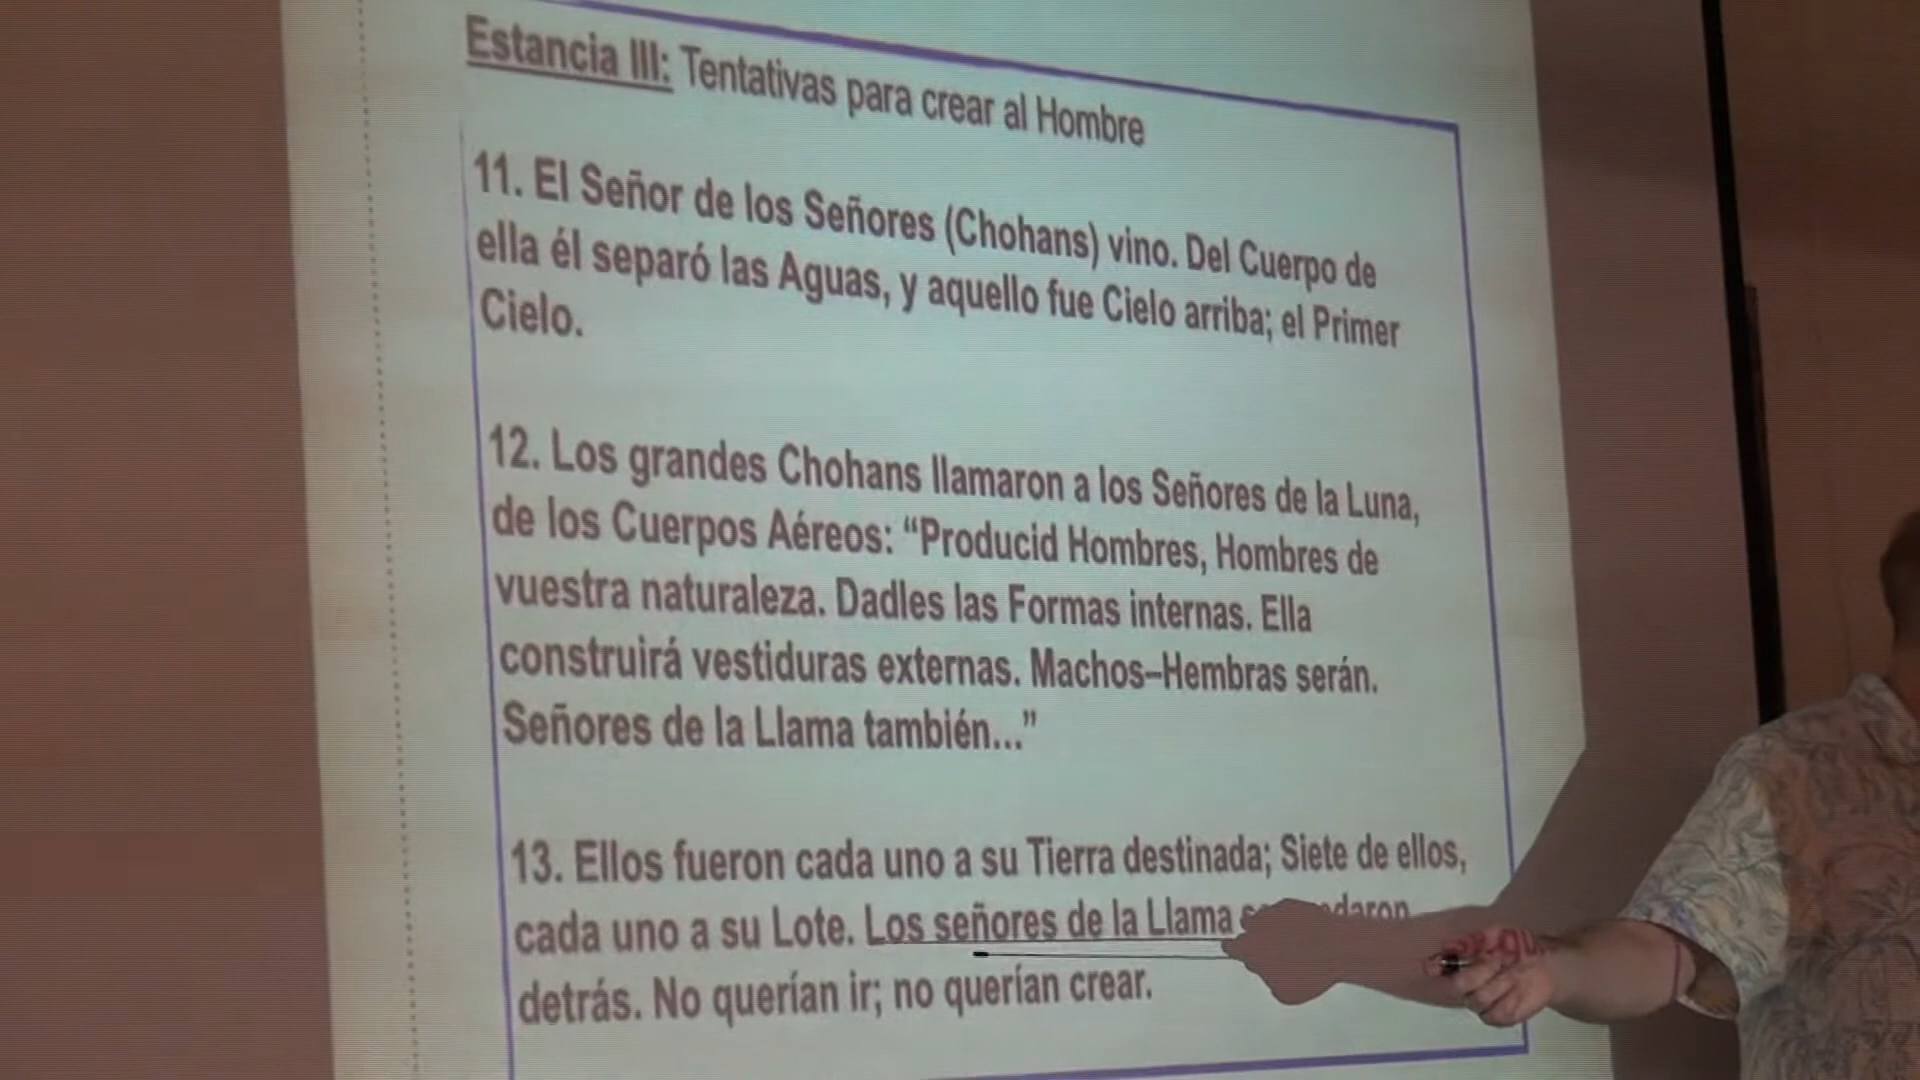 Estancia III: Tentativas para crear al Hombre
11. El Señor de los Señores (Chohans) vino. Del Cuerpo de
ella él separó las Aguas, y aquello fue Cielo arriba; el Primer
Cielo.
12. Los grandes Chohans llamaron a los Señores de la Luna,
de los Cuerpos Aéreos: “Producid Hombres, Hombres de
vuestra naturaleza. Dadles las Formas internas. Ella
construirá vestiduras externas. Machos–Hembras serán.
Señores de la Llama también...”
13. Ellos fueron cada uno a su Tierra destinada; Siete de ellos,
cada uno a su Lote. Los señores de la Llama
detrás. No querían ir; no querían crear.